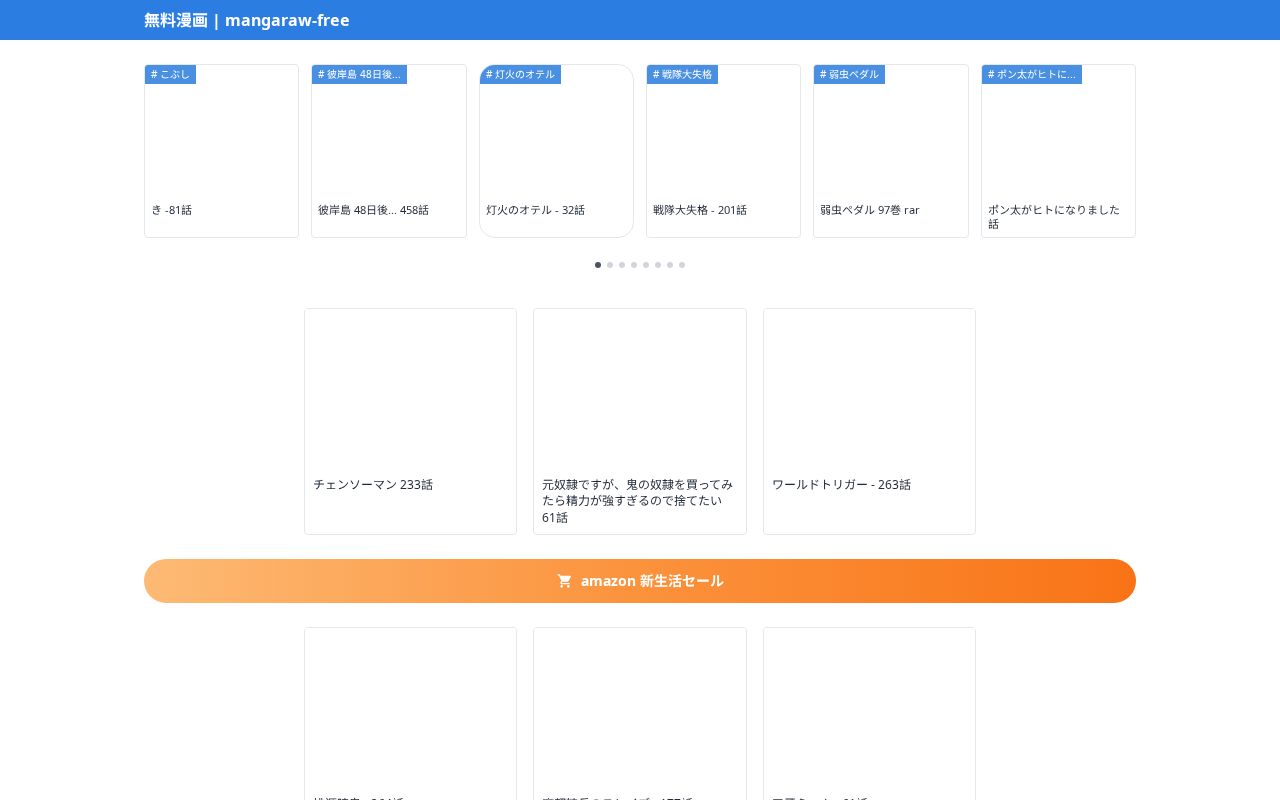 無料漫画 | mangaraw-free
# こぶし
# 彼岸島 48日後...
# 灯火のオテル
# 戦隊大失格
# 弱虫ペダル
# ポン太がヒトに...
き -81話
彼岸島 48日後... 458話
灯火のオテル - 32話
戦隊大失格 - 201話
弱虫ペダル 97巻 rar
ポン太がヒトになりました
話
チェンソーマン 233話
元奴隷ですが、鬼の奴隷を買ってみ
たら精力が強すぎるので捨てたい
61話
ワールドトリガー - 263話
amazon 新生活セール